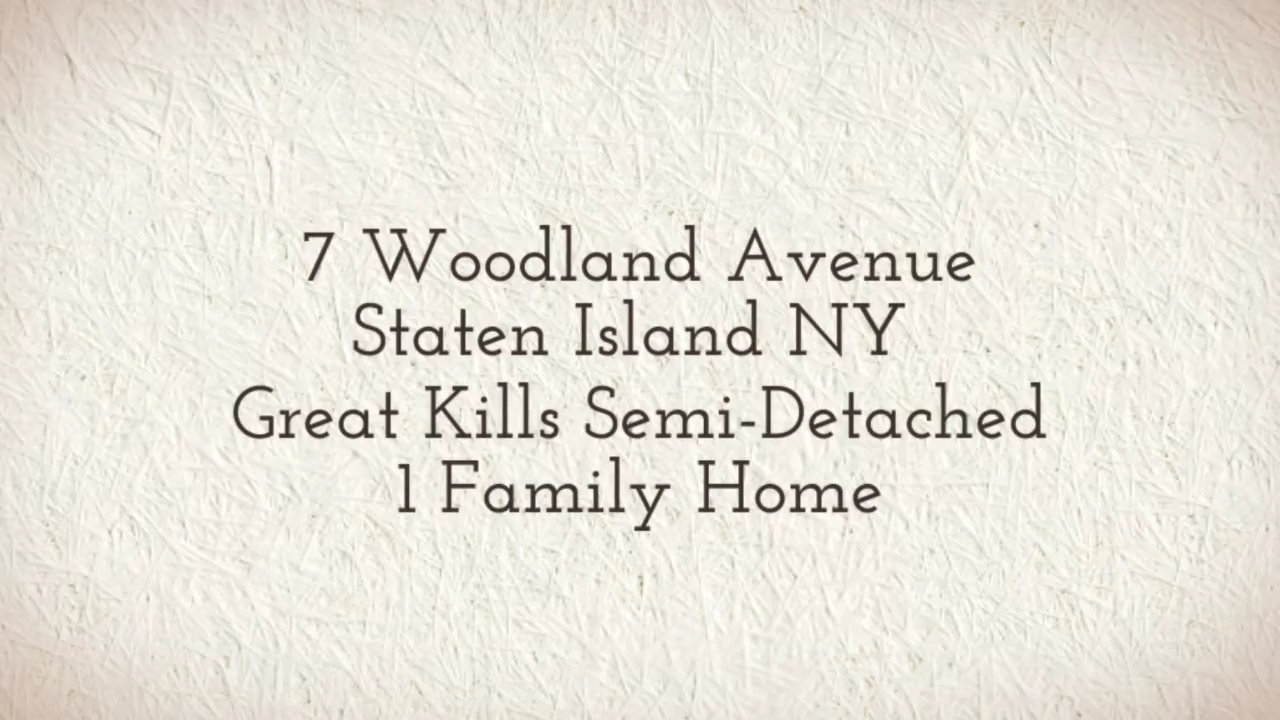 7 Woodland Avenue
Staten Island NY
Great Kills Semi-Detached
1 Family Home